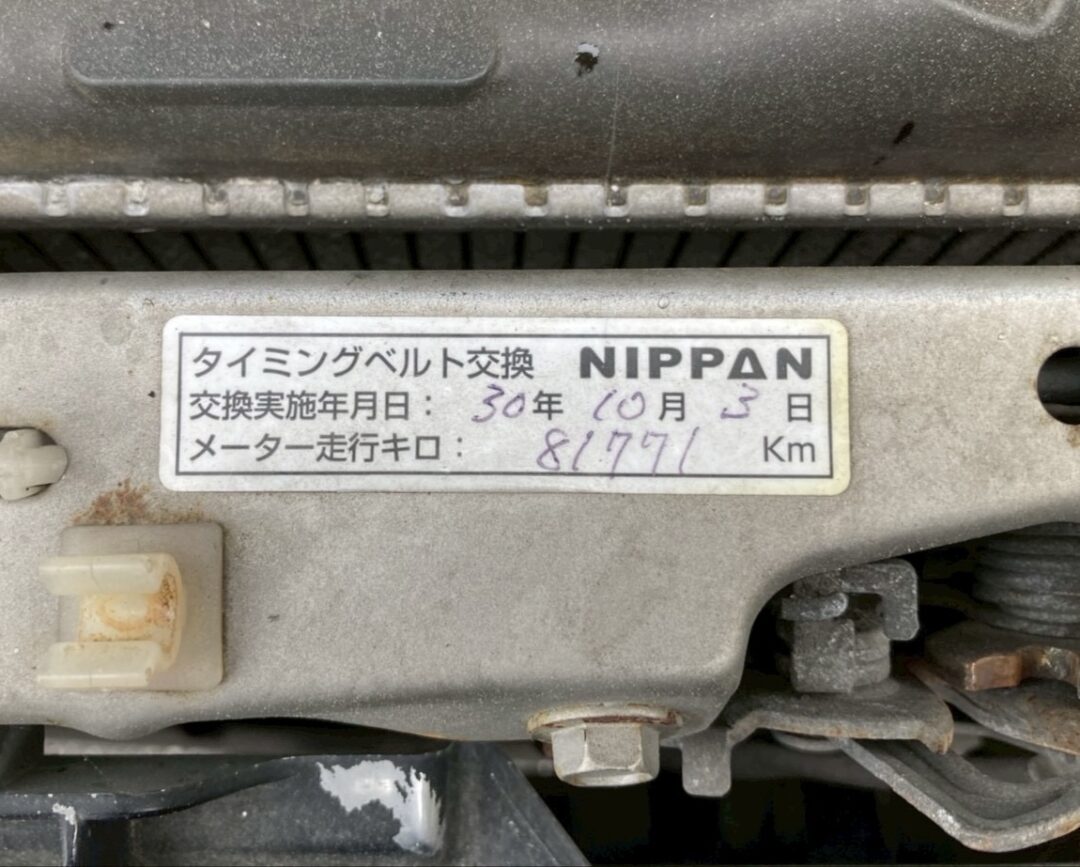 タイミングベルト交換 NIPPAN
交換実施年月日： 30年 10月 3日
メーター走行キロ： 81771 Km